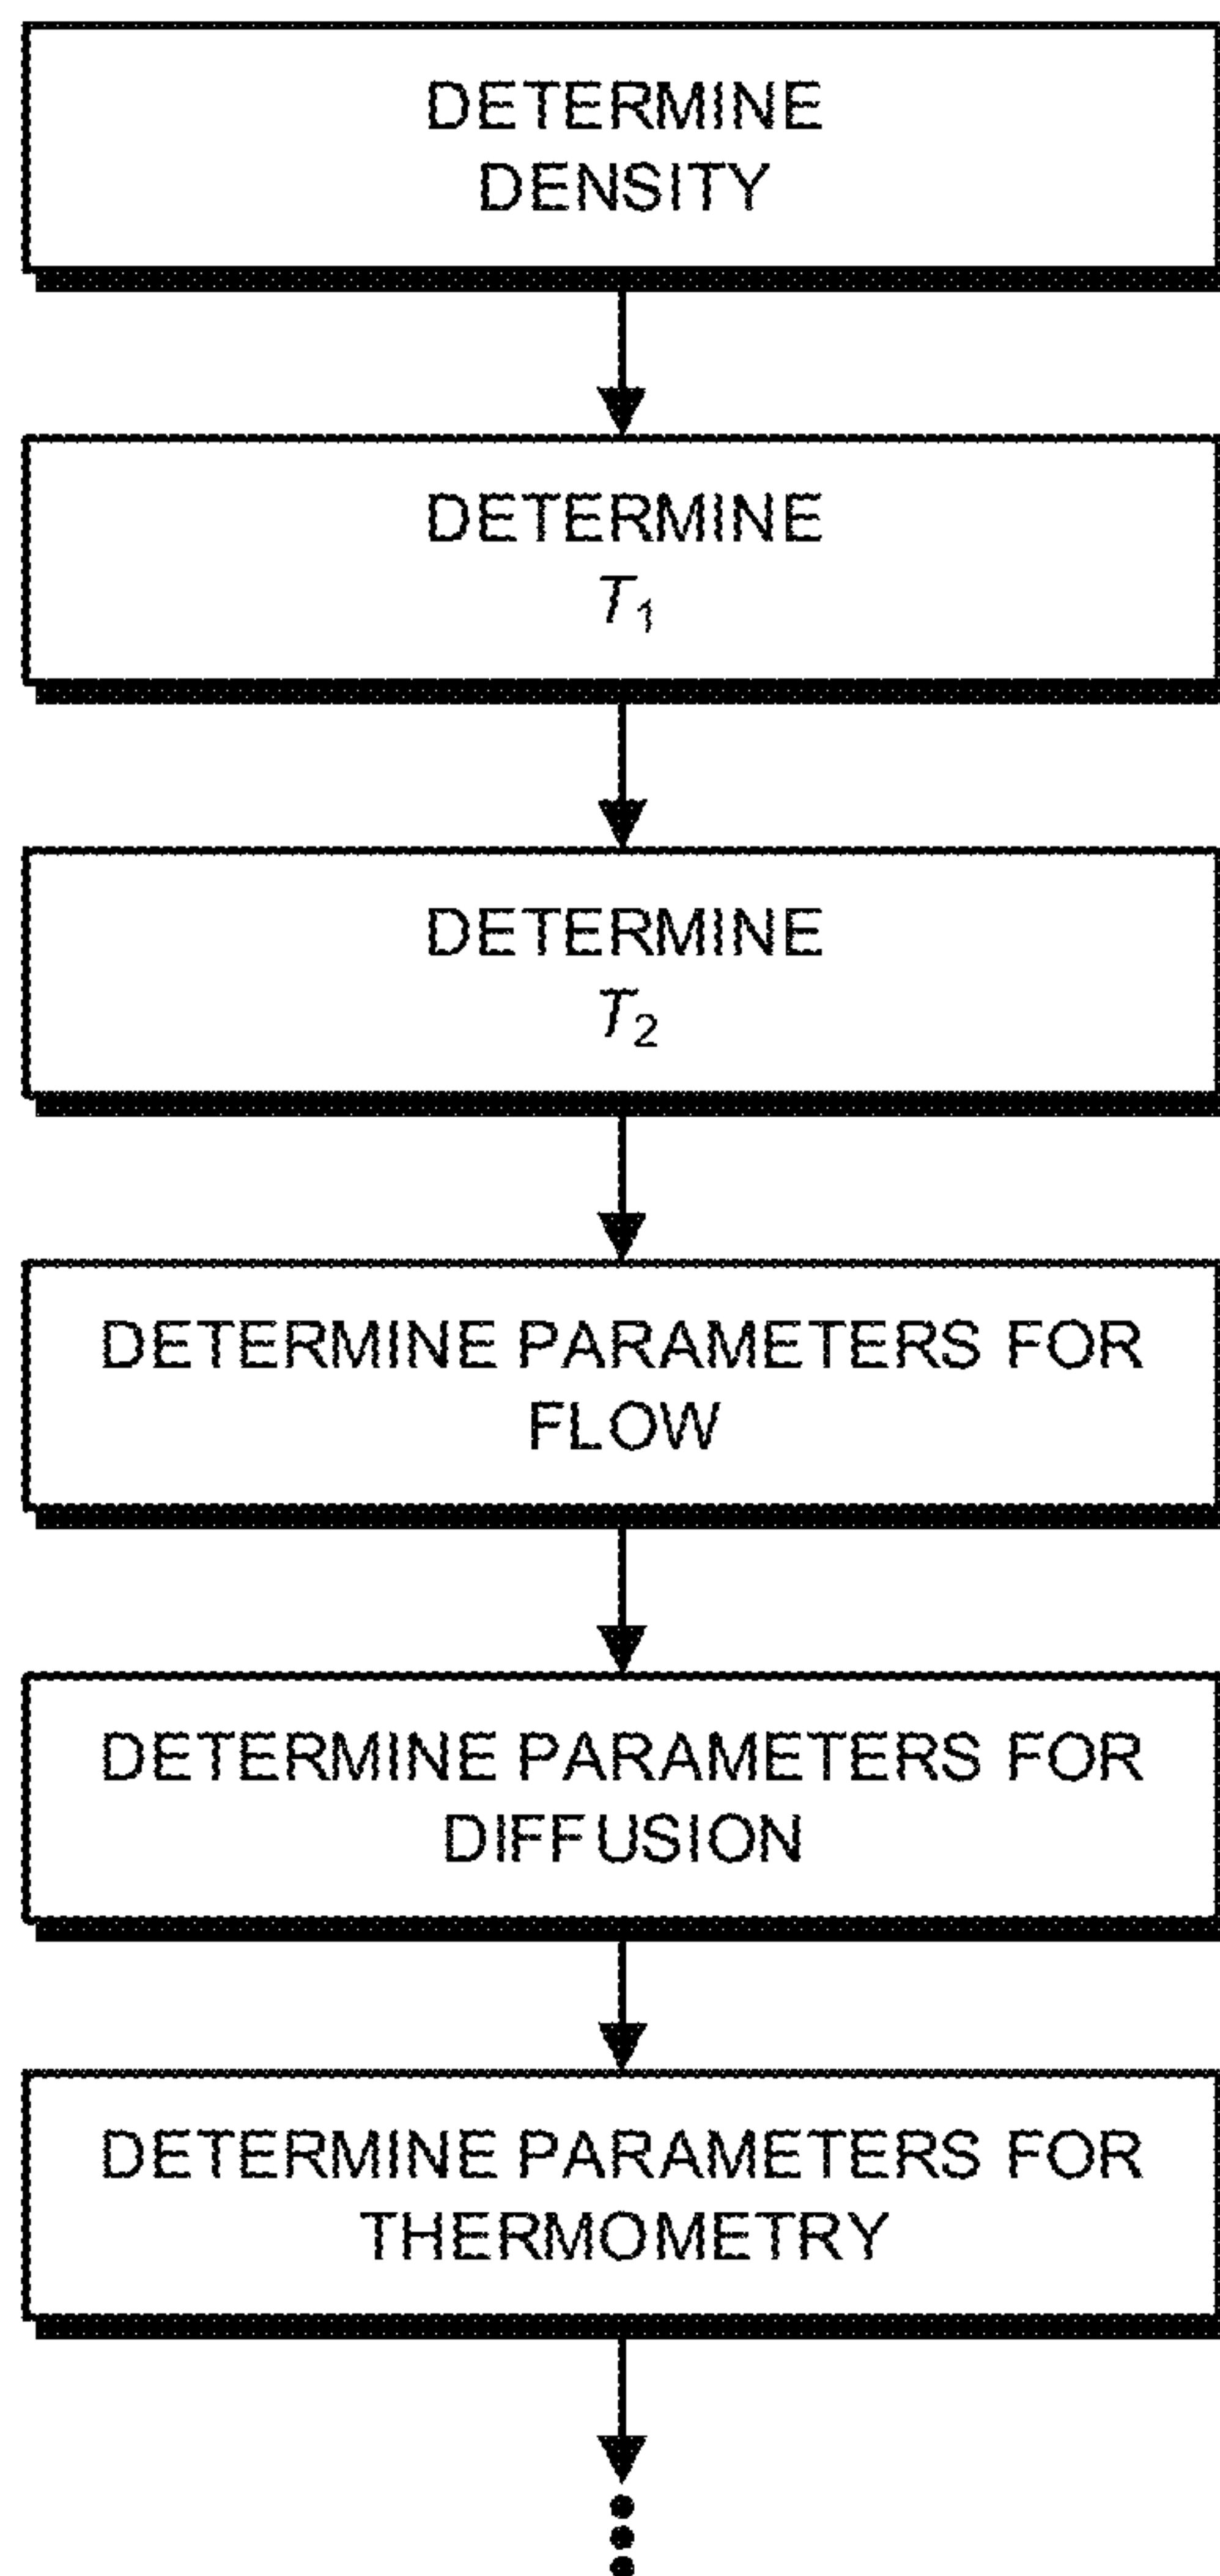 DETERMINE
DENSITY
DETERMINE
T₁
DETERMINE
T₂
DETERMINE PARAMETERS FOR
FLOW
DETERMINE PARAMETERS FOR
DIFFUSION
DETERMINE PARAMETERS FOR
THERMOMETRY